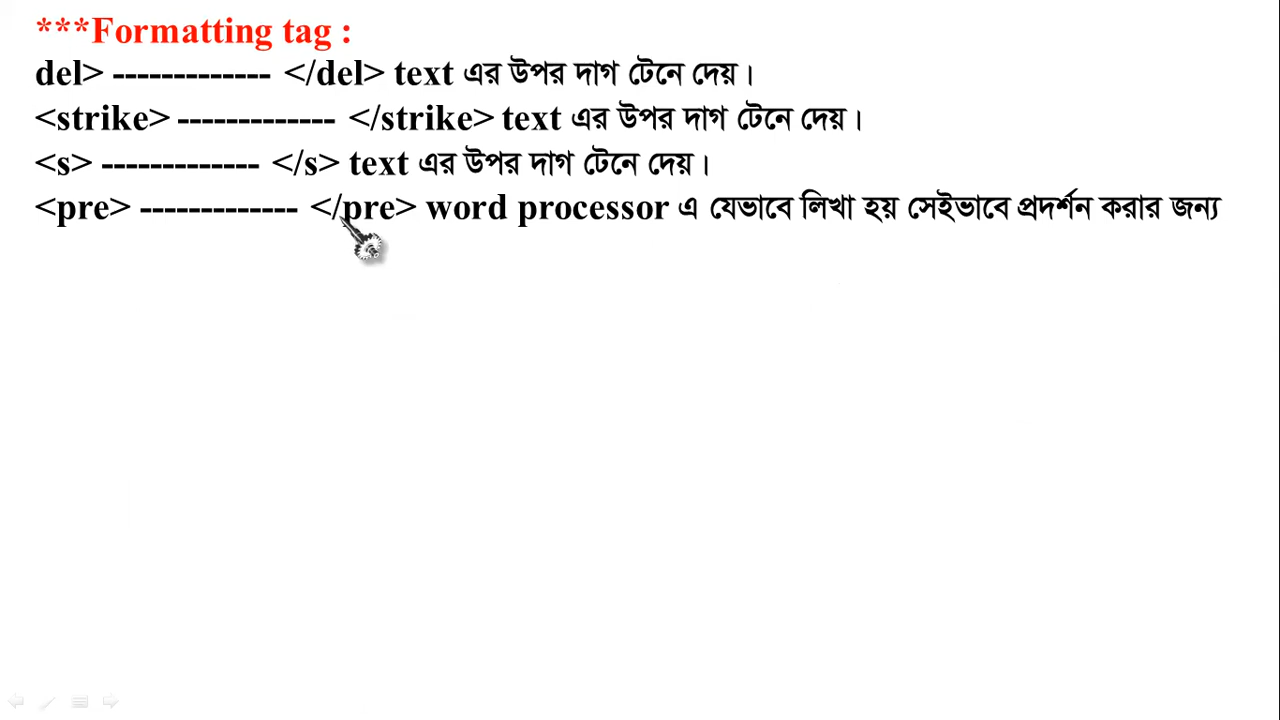 ***Formatting tag :
del> ------------- </del> text এর উপর দাগ টেনে দেয়।
<strike> ------------- </strike> text এর উপর দাগ টেনে দেয়।
<s> ------------- </s> text এর উপর দাগ টেনে দেয়।
<pre> ------------- </pre> word processor এ যেভাবে লিখা হয় সেইভাবে প্রদর্শন করার জন্য